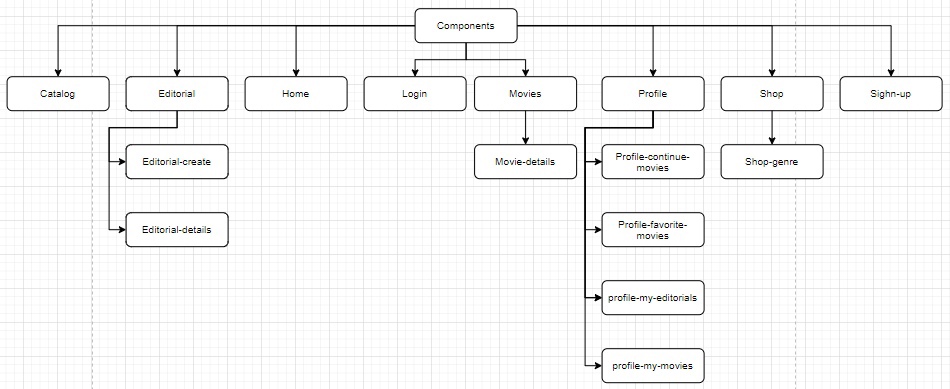 Components
Catalog
Editorial
Home
Login
Movies
Profile
Shop
Sighn-up
Editorial-create
Movie-details
Profile-continue-
movies
Shop-genre
Editorial-details
Profile-favorite-
movies
profile-my-editorials
profile-my-movies